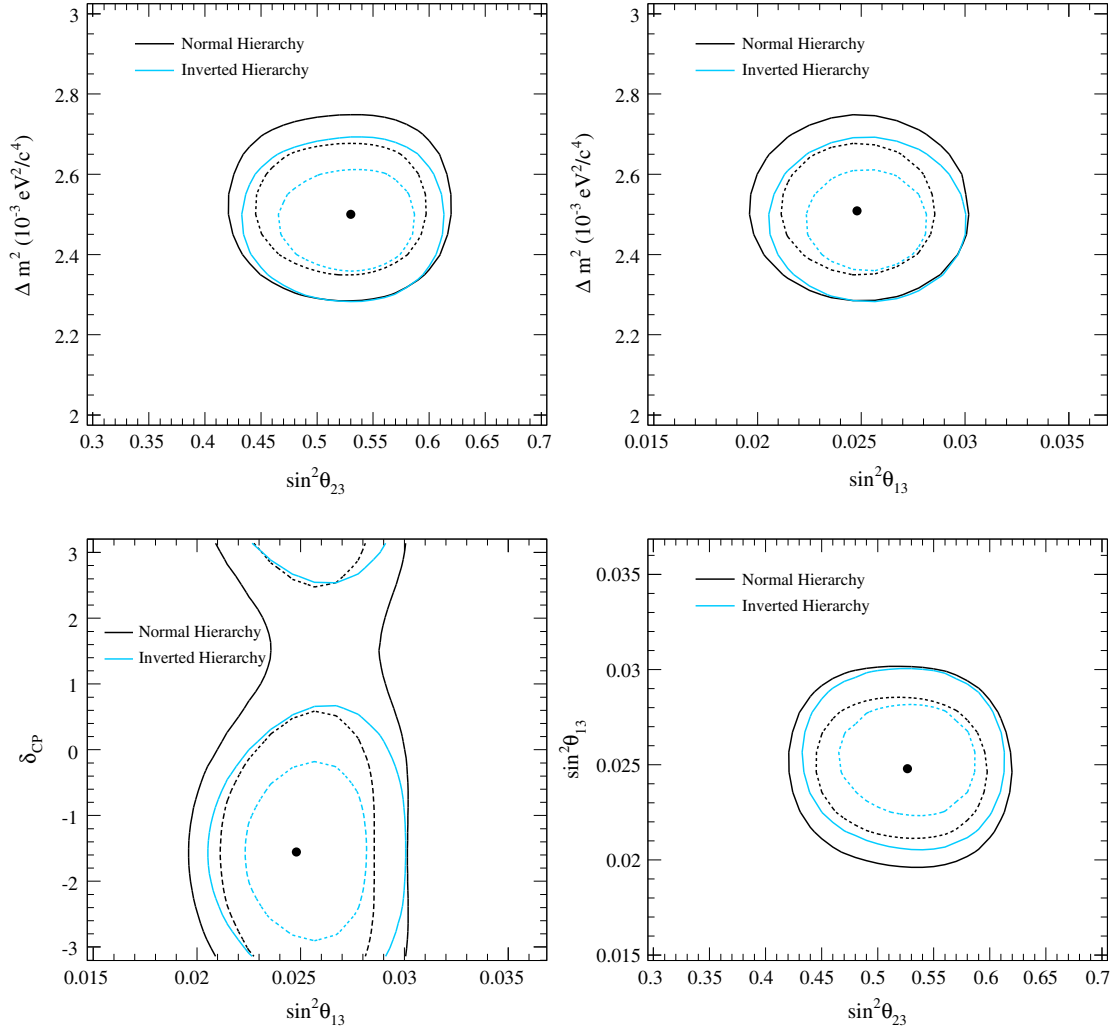 3
2.8
2.6
2.4
2.2
2
Δ m² (10⁻³ eV²/c⁴)
Normal Hierarchy
Inverted Hierarchy
0.3 0.35 0.4 0.45 0.5 0.55 0.6 0.65 0.7
sin²θ₂₃
3
2.8
2.6
2.4
2.2
2
Δ m² (10⁻³ eV²/c⁴)
Normal Hierarchy
Inverted Hierarchy
0.015 0.02 0.025 0.03 0.035
sin²θ₁₃
3
2
1
0
-1
-2
-3
δCP
Normal Hierarchy
Inverted Hierarchy
0.015 0.02 0.025 0.03 0.035
sin²θ₁₃
0.035
0.03
0.025
0.02
0.015
sin²θ₁₃
Normal Hierarchy
Inverted Hierarchy
0.3 0.35 0.4 0.45 0.5 0.55 0.6 0.65 0.7
sin²θ₂₃